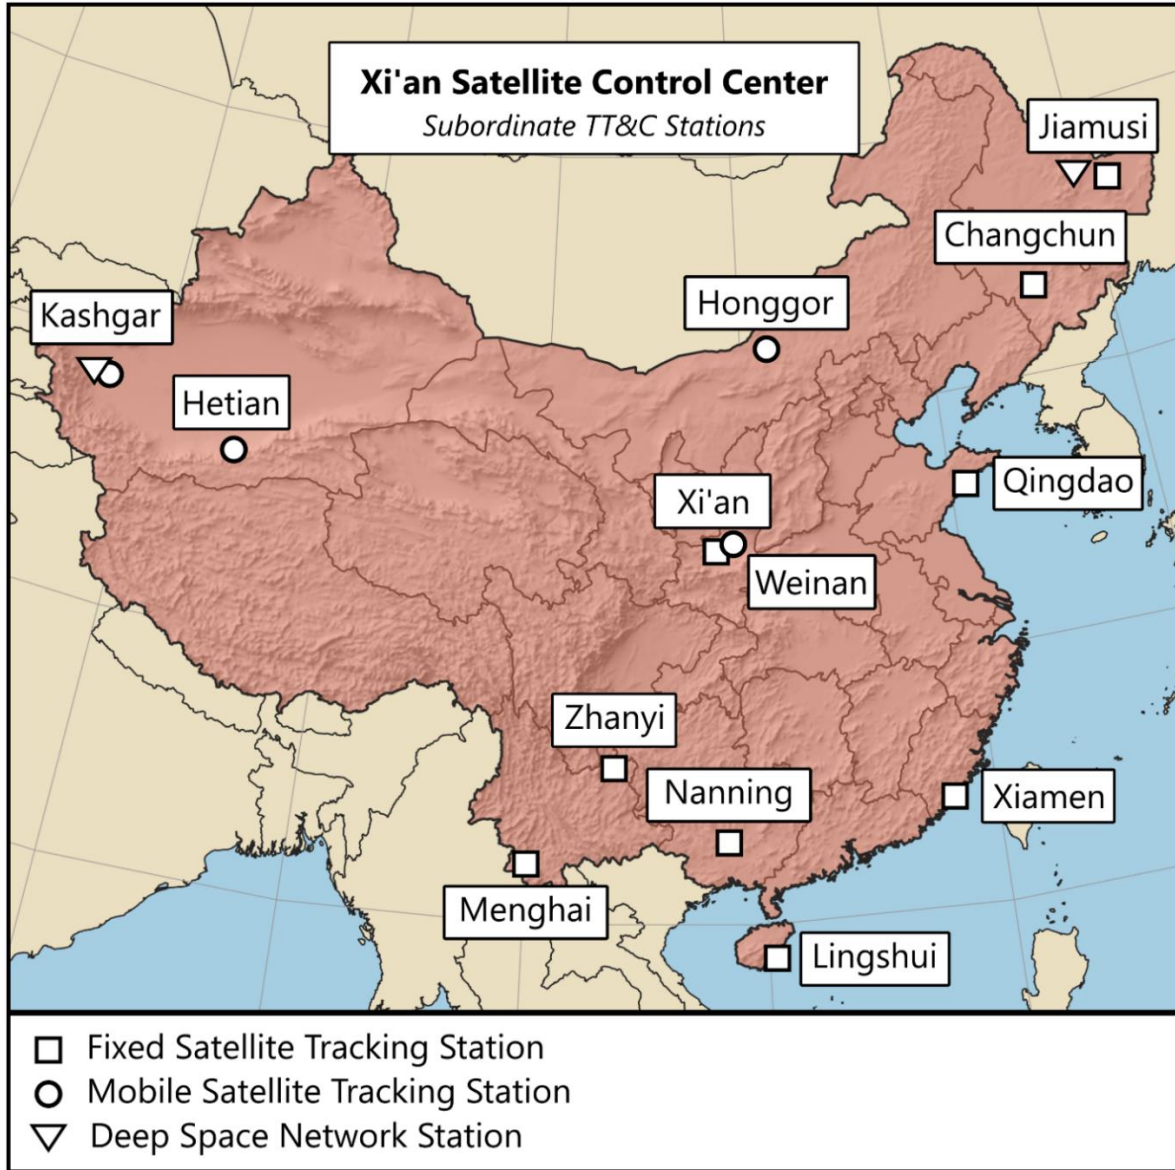 Xi'an Satellite Control Center
Subordinate TT&C Stations
Jiamusi
Changchun
Honggor
Kashgar
Hetian
Qingdao
Xi'an
Weinan
Zhanyi
Nanning
Xiamen
Menghai
Lingshui
Fixed Satellite Tracking Station
Mobile Satellite Tracking Station
Deep Space Network Station